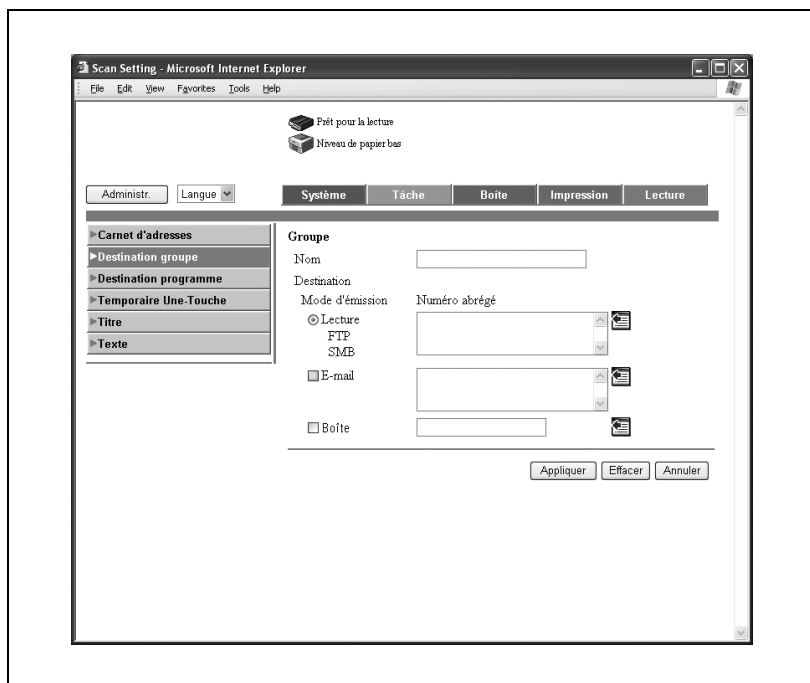 Scan Setting - Microsoft Internet Explorer
File Edit View Favorites Tools Help
Prêt pour la lecture
Niveau de papier bas
Administr. Langue
Système Tâche Boîte Impression Lecture
Carnet d'adresses
Destination groupe
Destination programme
Temporaire Une-Touche
Titre
Texte
Groupe
Nom
Destination
Mode d'émission Numéro abrégé
Lecture
FTP
SMB
E-mail
Boîte
Appliquer Effacer Annuler